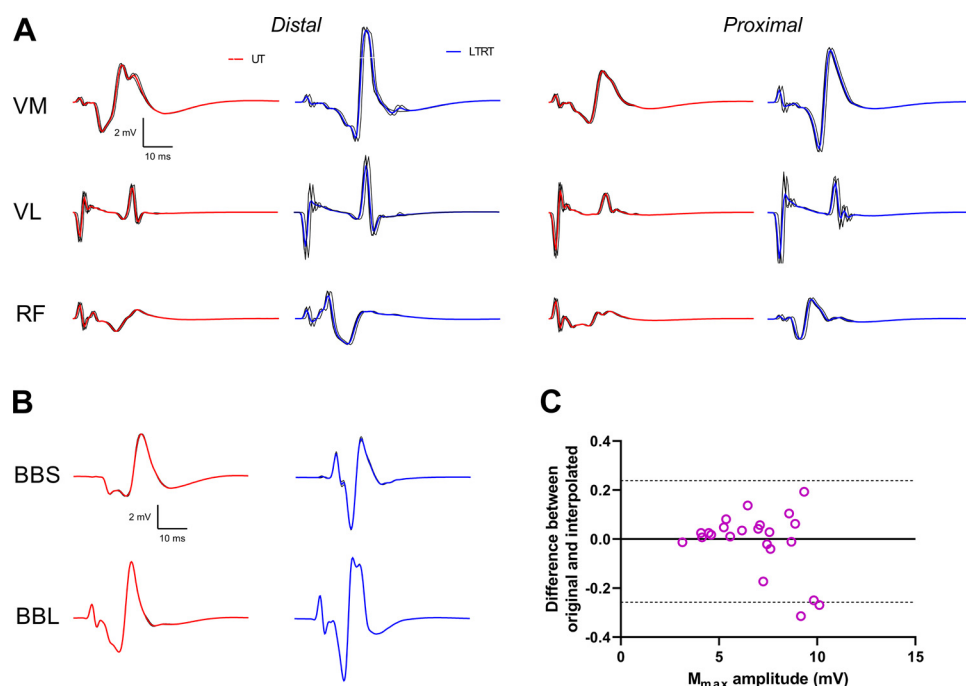 A
Distal
Proximal
UT
LTRT
VM
2 mV
10 ms
VL
RF
B
C
BBS
2 mV
10 ms
BBL
Difference between
original and interpolated
0.4
0.2
0.0
-0.2
-0.4
0
5
10
15
Mmax amplitude (mV)